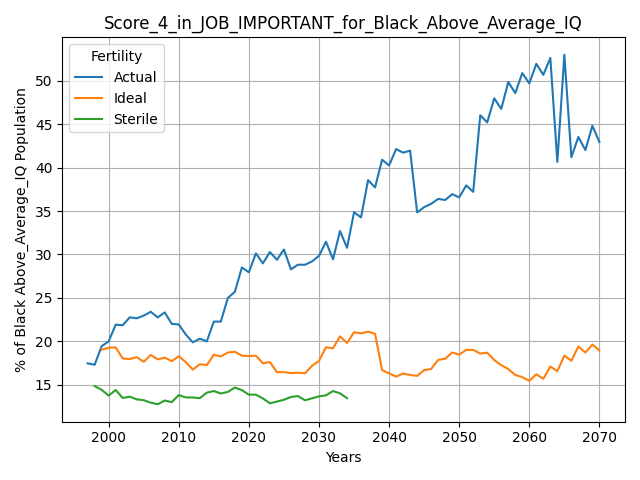 Score_4_in_JOB_IMPORTANT_for_Black_Above_Average_IQ
Fertility
Actual
Ideal
Sterile
% of Black Above_Average_IQ Population
50
45
40
35
30
25
20
15
2000 2010 2020 2030 2040 2050 2060 2070
Years